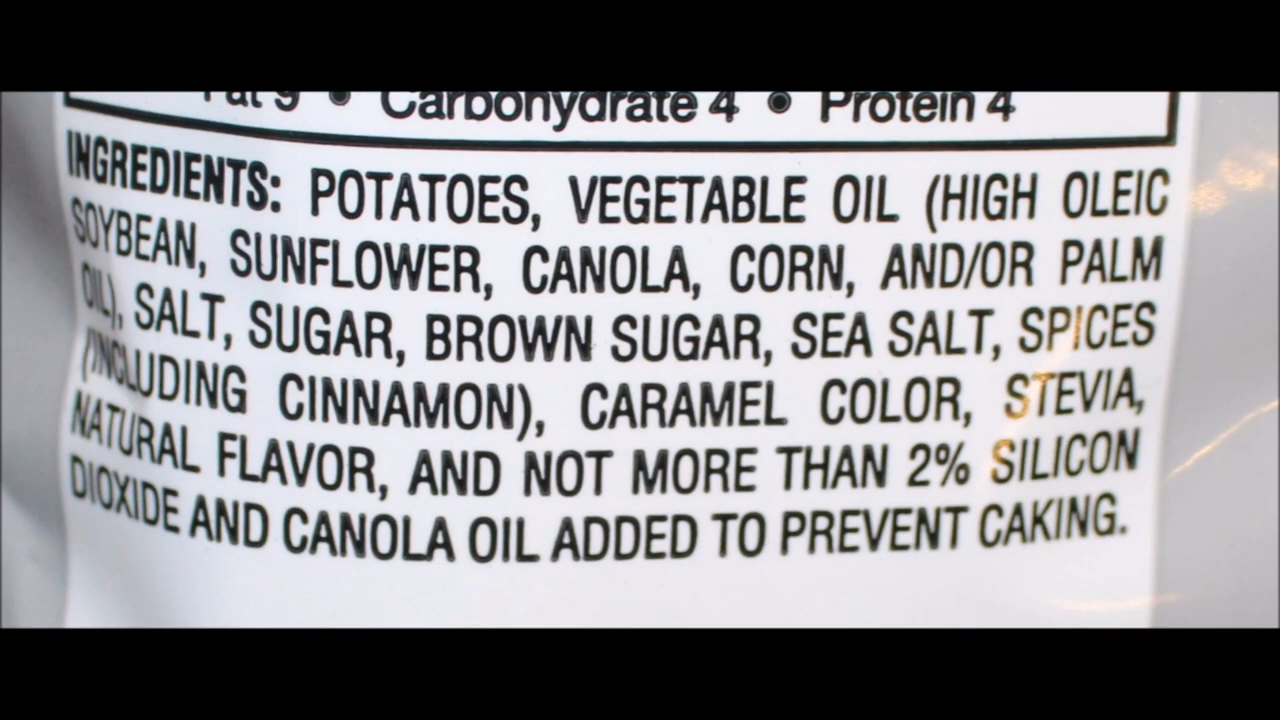 Fat 9 • Carbohydrate 4 • Protein 4
INGREDIENTS: POTATOES, VEGETABLE OIL (HIGH OLEIC
SOYBEAN, SUNFLOWER, CANOLA, CORN, AND/OR PALM
OIL), SALT, SUGAR, BROWN SUGAR, SEA SALT, SPICES
(INCLUDING CINNAMON), CARAMEL COLOR, STEVIA,
NATURAL FLAVOR, AND NOT MORE THAN 2% SILICON
DIOXIDE AND CANOLA OIL ADDED TO PREVENT CAKING.